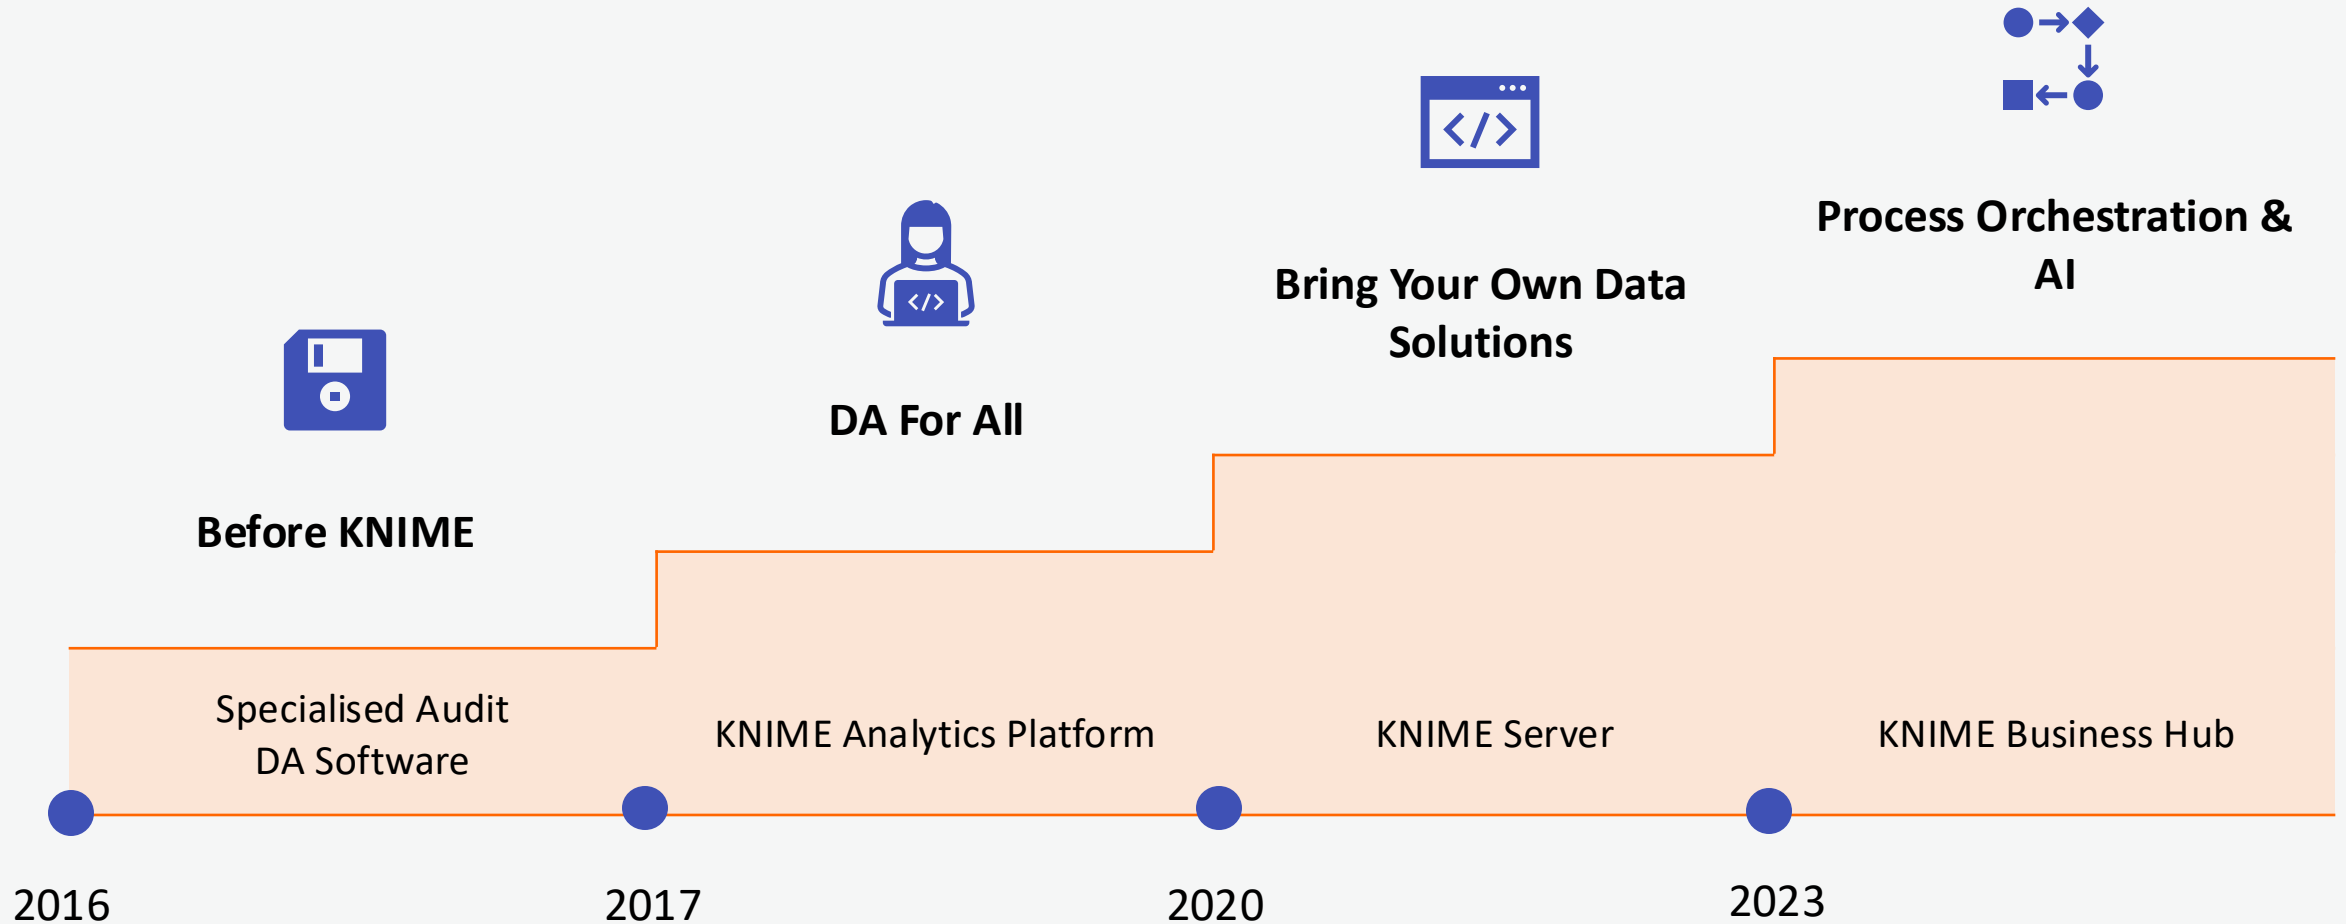 Before KNIME
DA For All
Bring Your Own Data
Solutions
Process Orchestration &
AI
Specialised Audit
DA Software
KNIME Analytics Platform
KNIME Server
KNIME Business Hub
2016
2017
2020
2023